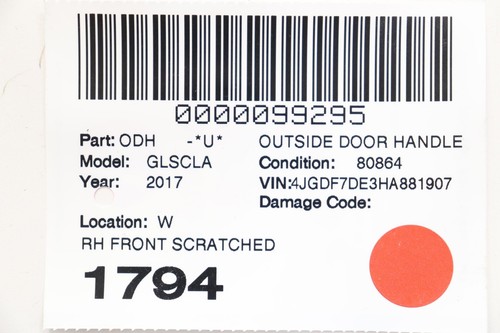 0000099295
Part: ODH -*U* OUTSIDE DOOR HANDLE
Model: GLSCLA Condition: 80864
Year: 2017 VIN:4JGDF7DE3HA881907
Damage Code:
Location: W
RH FRONT SCRATCHED
1794